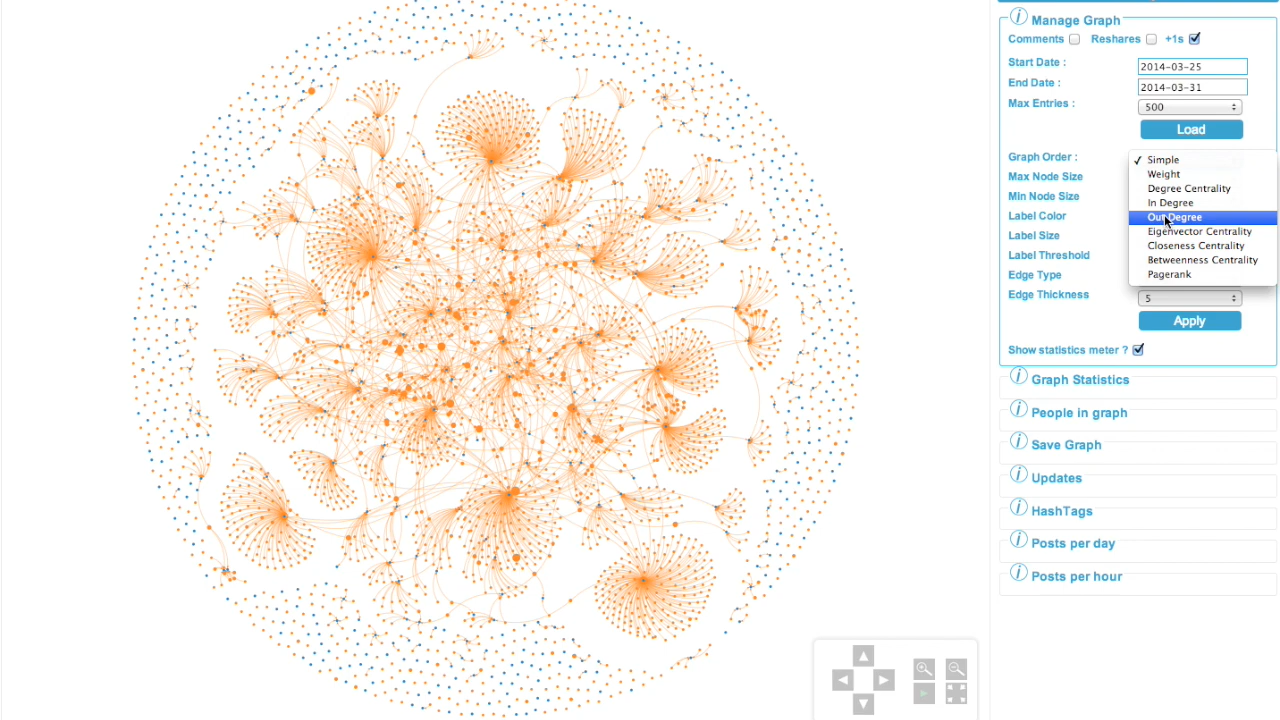 Manage Graph
Comments Reshares +1s
Start Date : 2014-03-25
End Date : 2014-03-31
Max Entries : 500
Load
Graph Order :
Max Node Size
Min Node Size
Label Color
Label Size
Label Threshold
Edge Type
Edge Thickness 5
Simple
Weight
Degree Centrality
In Degree
Out Degree
Eigenvector Centrality
Closeness Centrality
Betweenness Centrality
Pagerank
Apply
Show statistics meter ?
Graph Statistics
People in graph
Save Graph
Updates
HashTags
Posts per day
Posts per hour